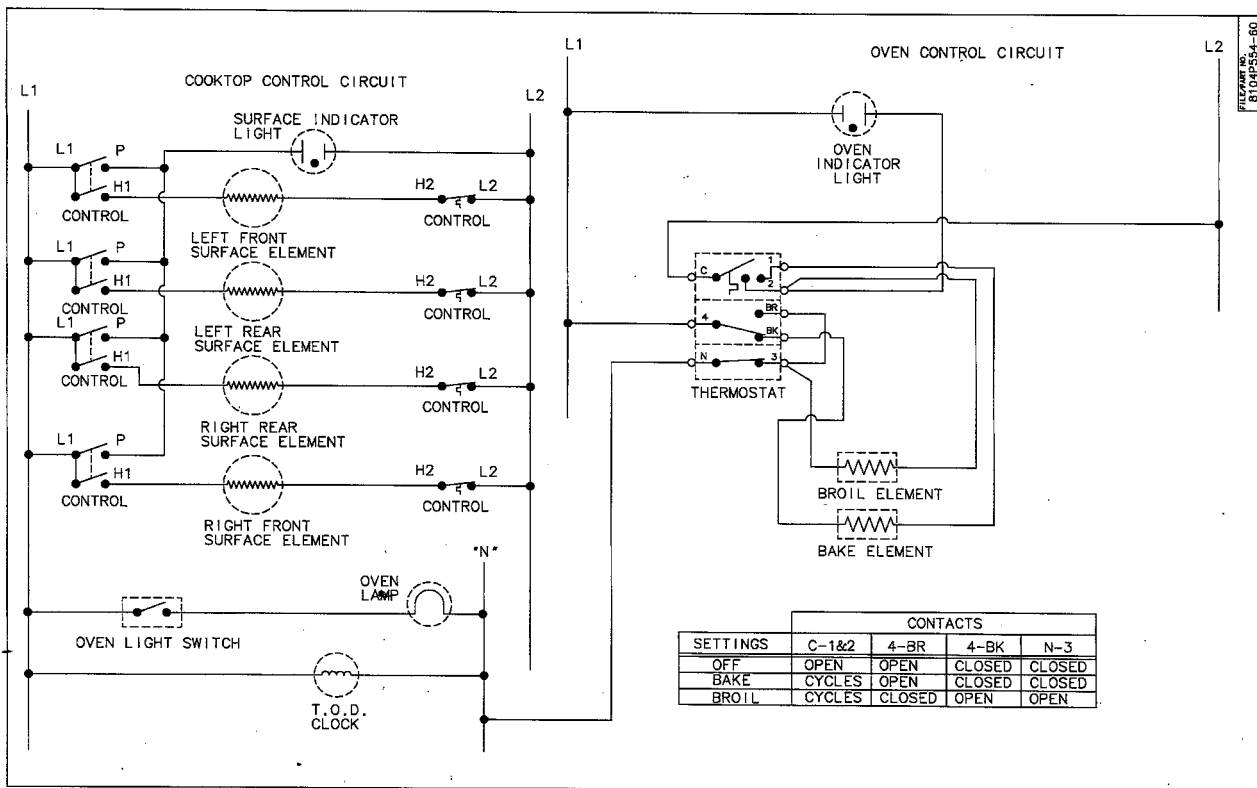 FILE/PART NO.
8104P554-60
COOKTOP CONTROL CIRCUIT
L1
L2
SURFACE INDICATOR
LIGHT
L1
P
H1
CONTROL
H2
L2
CONTROL
LEFT FRONT
SURFACE ELEMENT
L1
P
H1
CONTROL
H2
L2
CONTROL
LEFT REAR
SURFACE ELEMENT
L1
P
H1
CONTROL
H2
L2
CONTROL
RIGHT REAR
SURFACE ELEMENT
L1
P
H1
CONTROL
H2
L2
CONTROL
RIGHT FRONT
SURFACE ELEMENT
"N"
OVEN
LAMP
OVEN LIGHT SWITCH
T.O.D.
CLOCK
L1
OVEN CONTROL CIRCUIT
L2
OVEN
INDICATOR
LIGHT
C
1
2
4
BR
BK
N
3
THERMOSTAT
BROIL ELEMENT
BAKE ELEMENT
CONTACTS
SETTINGS C-1&2 4-BR 4-BK N-3
OFF OPEN OPEN CLOSED CLOSED
BAKE CYCLES OPEN CLOSED CLOSED
BROIL CYCLES CLOSED OPEN OPEN